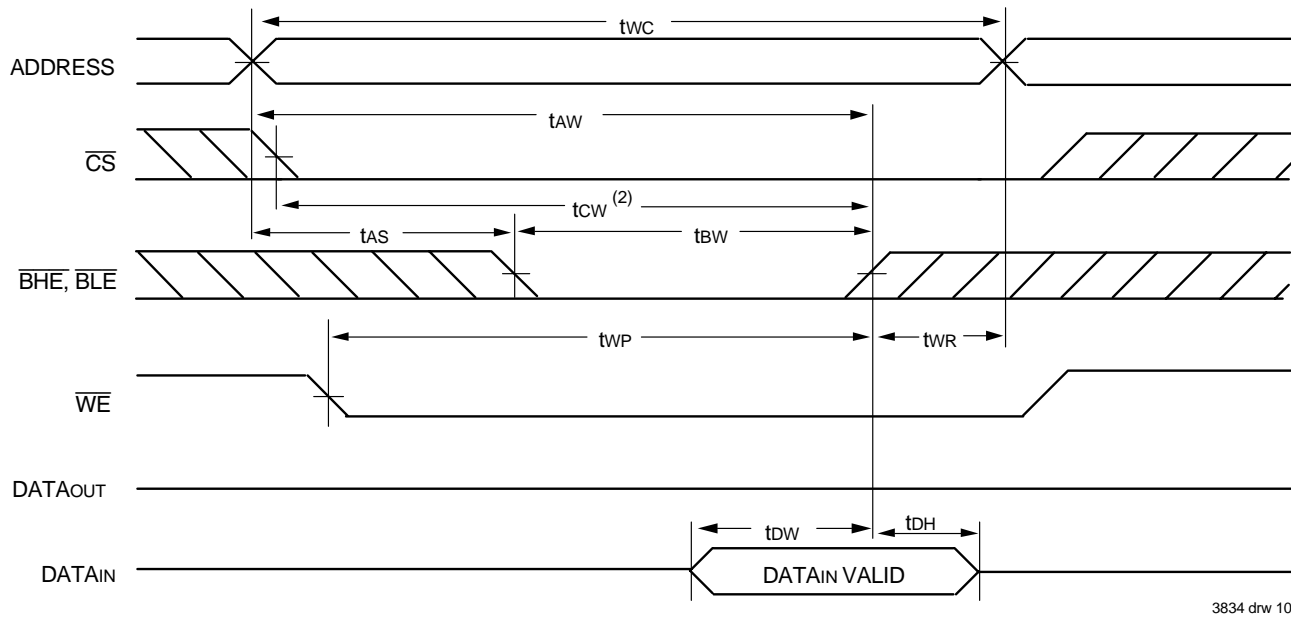 tWC
ADDRESS
tAW
CS
tCW (2)
tAS
tBW
BHE, BLE
tWP
tWR
WE
DATAOUT
tDW
tDH
DATAIN
DATAIN VALID
3834 drw 10